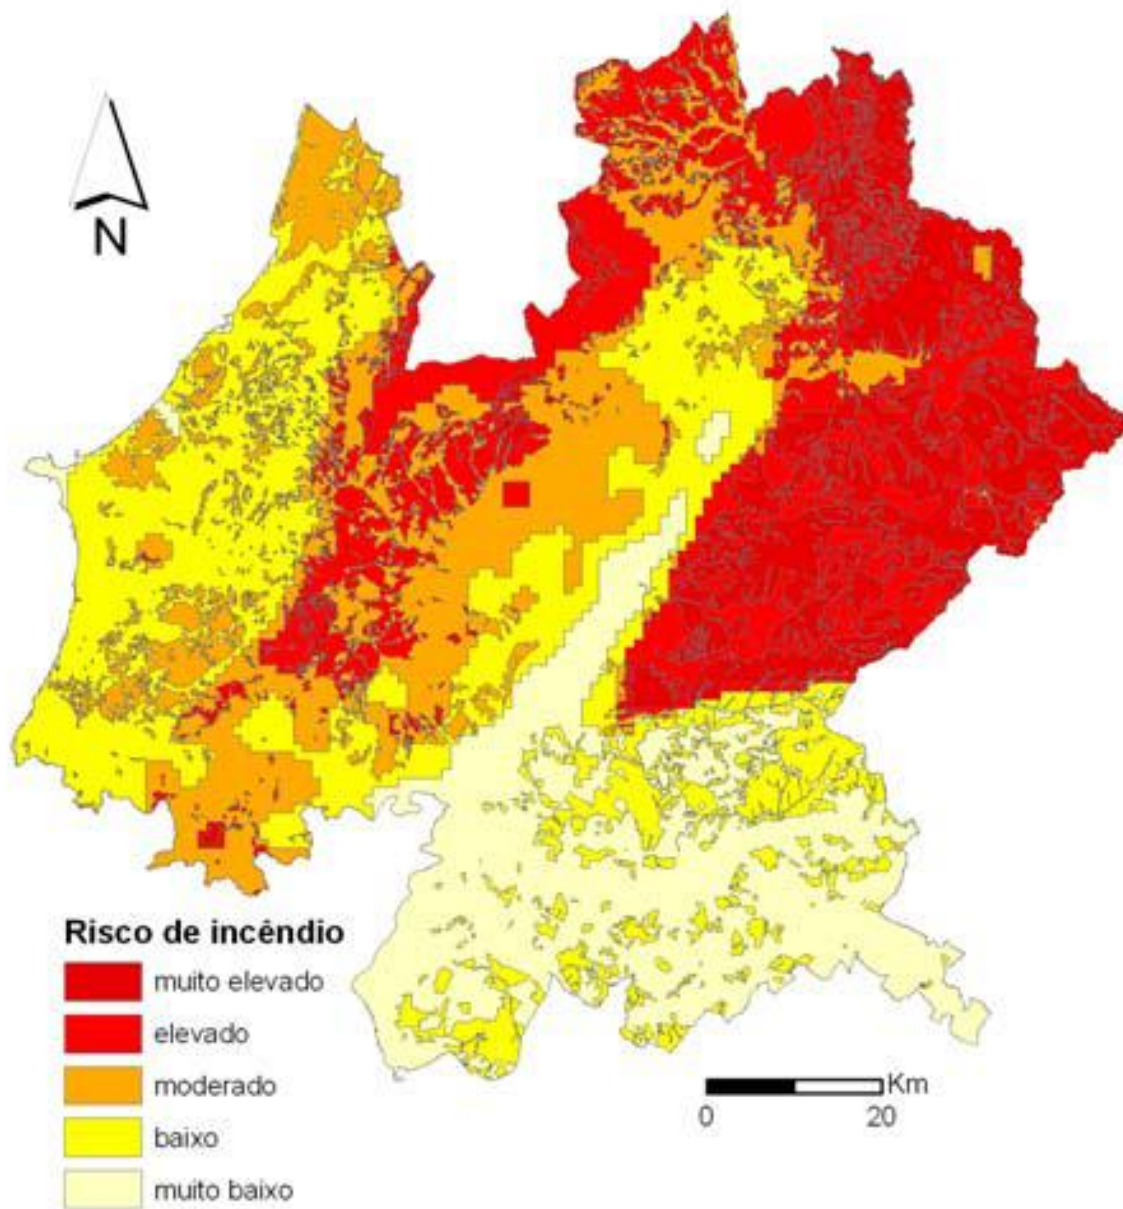 N
Risco de incêndio
muito elevado
elevado
moderado
baixo
muito baixo
Km
0 20